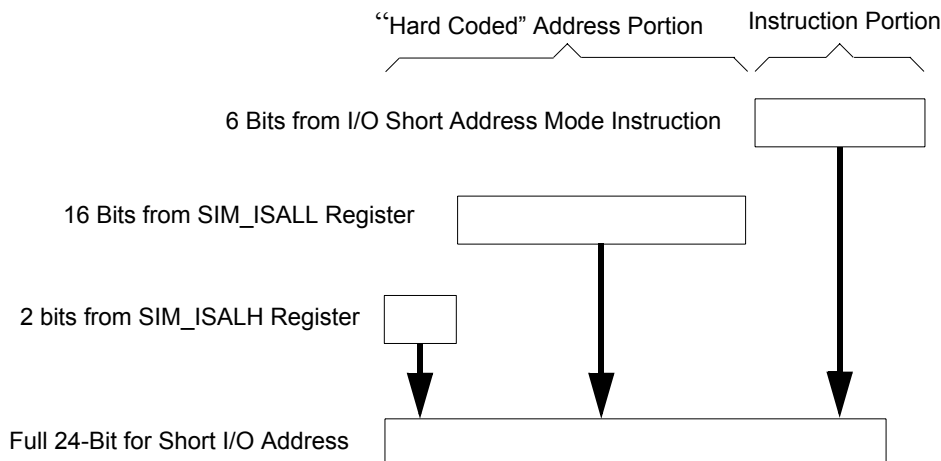 “Hard Coded” Address Portion
Instruction Portion
6 Bits from I/O Short Address Mode Instruction
16 Bits from SIM_ISALL Register
2 bits from SIM_ISALH Register
Full 24-Bit for Short I/O Address